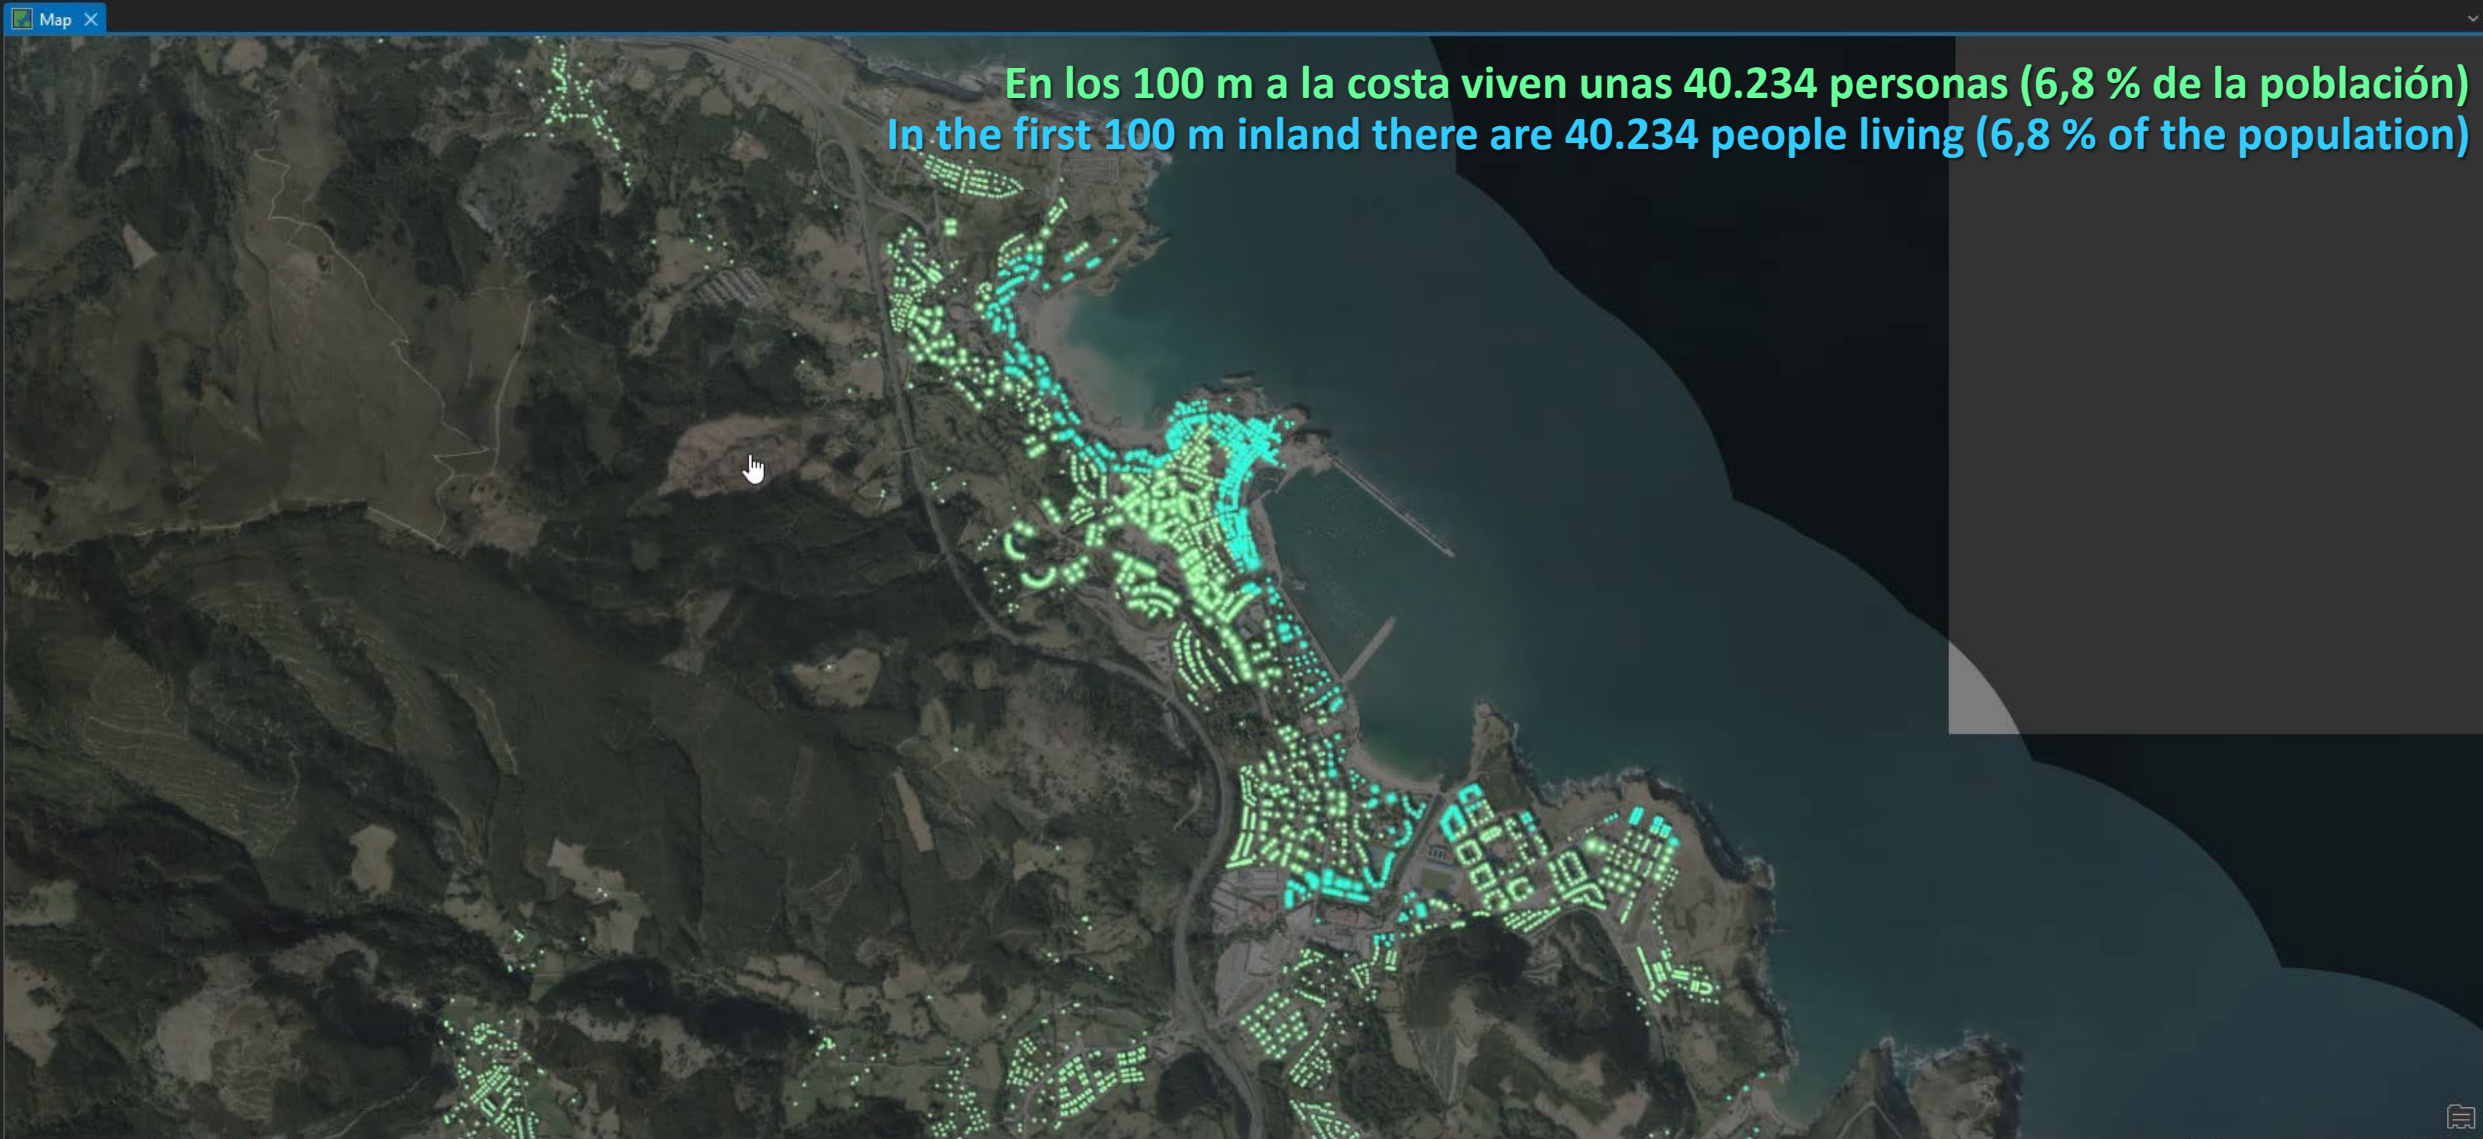 Map
En los 100 m a la costa viven unas 40.234 personas (6,8 % de la población)
In the first 100 m inland there are 40.234 people living (6,8 % of the population)